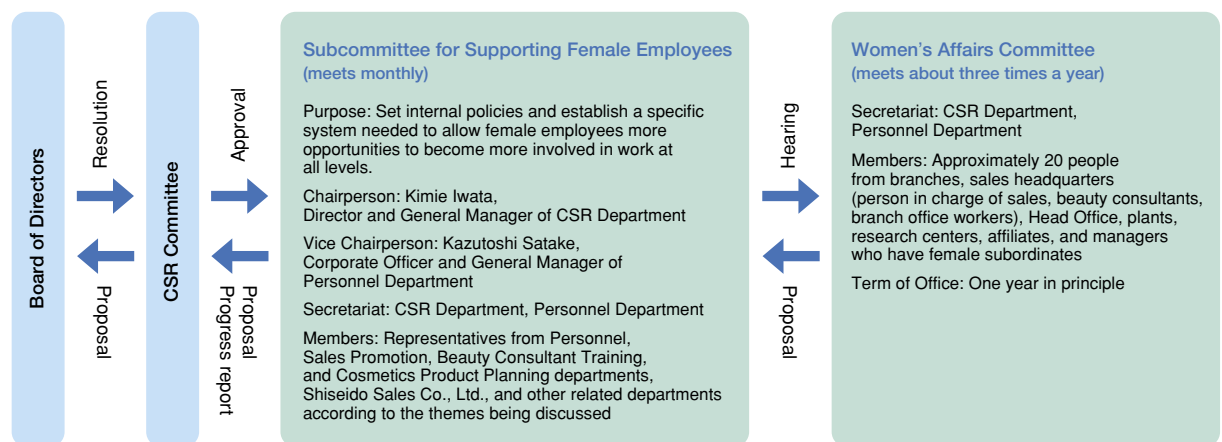 Board of Directors
Resolution
Proposal
CSR Committee
Approval
Proposal
Progress report
Subcommittee for Supporting Female Employees
(meets monthly)
Purpose: Set internal policies and establish a specific
system needed to allow female employees more
opportunities to become more involved in work at
all levels.
Chairperson: Kimie Iwata,
Director and General Manager of CSR Department
Vice Chairperson: Kazutoshi Satake,
Corporate Officer and General Manager of
Personnel Department
Secretariat: CSR Department, Personnel Department
Members: Representatives from Personnel,
Sales Promotion, Beauty Consultant Training,
and Cosmetics Product Planning departments,
Shiseido Sales Co., Ltd., and other related departments
according to the themes being discussed
Hearing
Proposal
Women's Affairs Committee
(meets about three times a year)
Secretariat: CSR Department,
Personnel Department
Members: Approximately 20 people
from branches, sales headquarters
(person in charge of sales, beauty consultants,
branch office workers), Head Office, plants,
research centers, affiliates, and managers
who have female subordinates
Term of Office: One year in principle